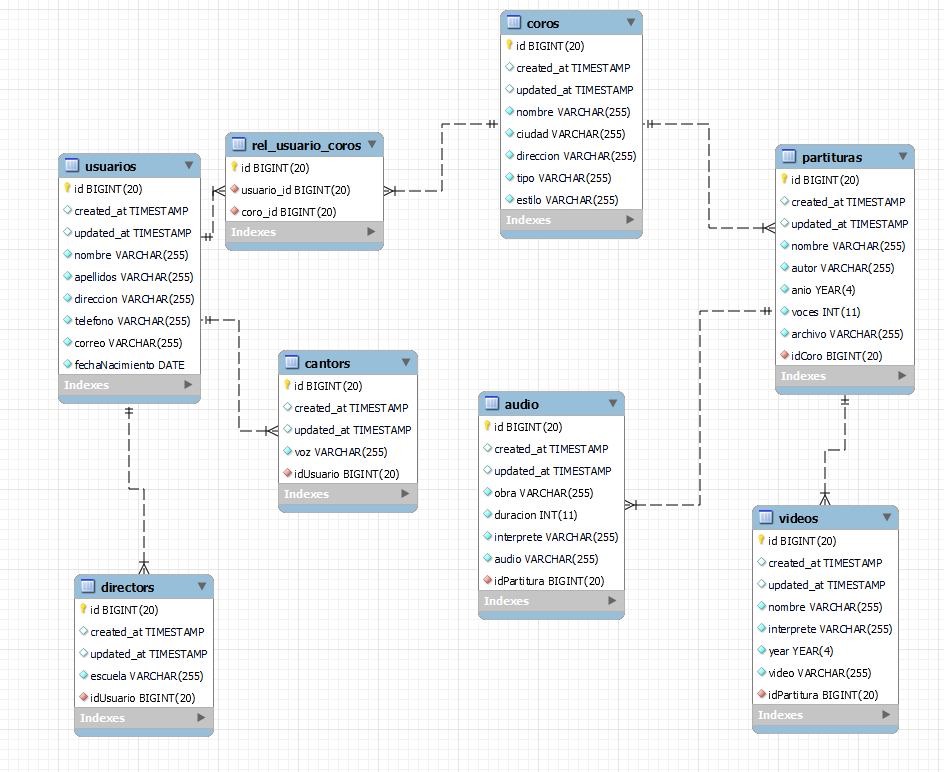 coros
id BIGINT(20)
created_at TIMESTAMP
updated_at TIMESTAMP
nombre VARCHAR(255)
ciudad VARCHAR(255)
direccion VARCHAR(255)
tipo VARCHAR(255)
estilo VARCHAR(255)
Indexes
rel_usuario_coros
id BIGINT(20)
usuario_id BIGINT(20)
coro_id BIGINT(20)
Indexes
usuarios
id BIGINT(20)
created_at TIMESTAMP
updated_at TIMESTAMP
nombre VARCHAR(255)
apellidos VARCHAR(255)
direccion VARCHAR(255)
telefono VARCHAR(255)
correo VARCHAR(255)
fechaNacimiento DATE
Indexes
partituras
id BIGINT(20)
created_at TIMESTAMP
updated_at TIMESTAMP
nombre VARCHAR(255)
autor VARCHAR(255)
anio YEAR(4)
voces INT(11)
archivo VARCHAR(255)
idCoro BIGINT(20)
Indexes
cantors
id BIGINT(20)
created_at TIMESTAMP
updated_at TIMESTAMP
voz VARCHAR(255)
idUsuario BIGINT(20)
Indexes
audio
id BIGINT(20)
created_at TIMESTAMP
updated_at TIMESTAMP
obra VARCHAR(255)
duracion INT(11)
interprete VARCHAR(255)
audio VARCHAR(255)
idPartitura BIGINT(20)
Indexes
videos
id BIGINT(20)
created_at TIMESTAMP
updated_at TIMESTAMP
nombre VARCHAR(255)
interprete VARCHAR(255)
year YEAR(4)
video VARCHAR(255)
idPartitura BIGINT(20)
Indexes
directors
id BIGINT(20)
created_at TIMESTAMP
updated_at TIMESTAMP
escuela VARCHAR(255)
idUsuario BIGINT(20)
Indexes